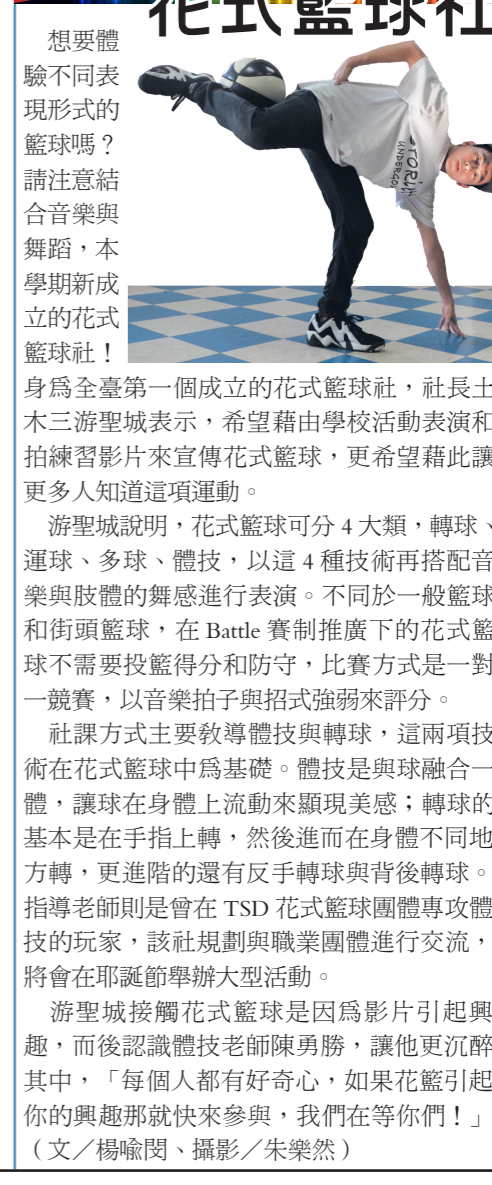 花式籃球社
想要體
驗不同表
現形式的
籃球嗎？
請注意結
合音樂與
舞蹈，本
學期新成
立的花式
籃球社！
身為全臺第一個成立的花式籃球社，社長土
木三游聖城表示，希望藉由學校活動表演和
拍練習影片來宣傳花式籃球，更希望藉此讓
更多人知道這項運動。
游聖城說明，花式籃球可分 4 大類，轉球、
運球、多球、體技，以這 4 種技術再搭配音
樂與肢體的舞感進行表演。不同於一般籃球
和街頭籃球，在 Battle 賽制推廣下的花式籃
球不需要投籃得分和防守，比賽方式是一對
一競賽，以音樂拍子與招式強弱來評分。
社課方式主要教導體技與轉球，這兩項技
術在花式籃球中為基礎。體技是與球融合一
體，讓球在身體上流動來顯現美感；轉球的
基本是在手指上轉，然後進而在身體不同地
方轉，更進階的還有反手轉球與背後轉球。
指導老師則是曾在 TSD 花式籃球團體專攻體
技的玩家，該社規劃與職業團體進行交流，
將會在耶誕節舉辦大型活動。
游聖城接觸花式籃球是因為影片引起興
趣，而後認識體技老師陳勇勝，讓他更沉醉
其中，「每個人都有好奇心，如果花籃引起
你的興趣那就快來參與，我們在等你們！」
（文／楊喻閔、攝影／朱樂然）